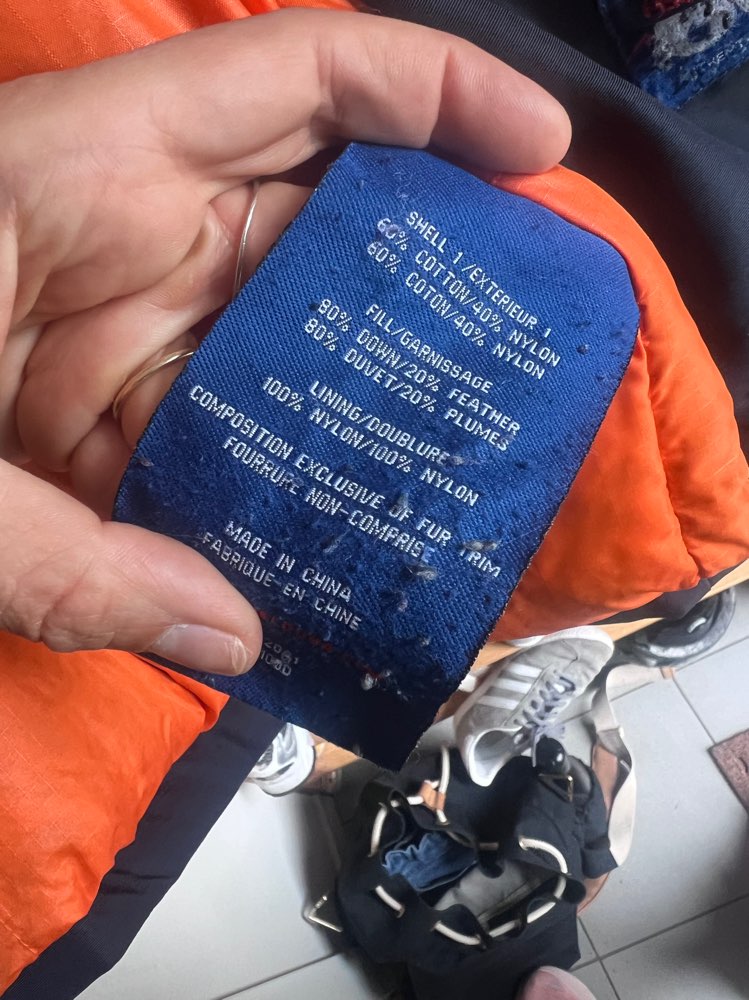 SHELL 1/EXTERIEUR 1
60% COTTON/40% NYLON
60% COTON/40% NYLON
FILL/GARNISSAGE
80% DOWN/20% FEATHER
80% DUVET/20% PLUMES
LINING/DOUBLURE
100% NYLON/100% NYLON
COMPOSITION EXCLUSIVE OF FUR TRIM
FOURRURE NON-COMPRISE
MADE IN CHINA
FABRIQUE EN CHINE